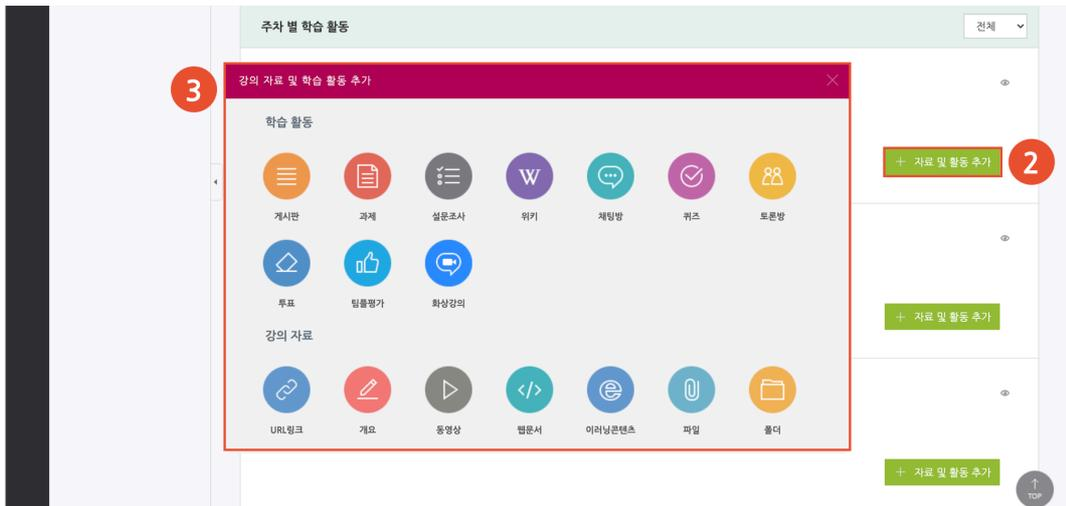 주차 별 학습 활동
전체
3
강의 자료 및 학습 활동 추가
학습 활동
2
+ 자료 및 활동 추가
W
게시판 과제 설문조사 위키 채팅방 퀴즈 토론방
투표 팀플평가 화상강의
+ 자료 및 활동 추가
강의 자료
</>
URL링크 개요 동영상 웹문서 이러닝콘텐츠 파일 폴더
+ 자료 및 활동 추가
TOP